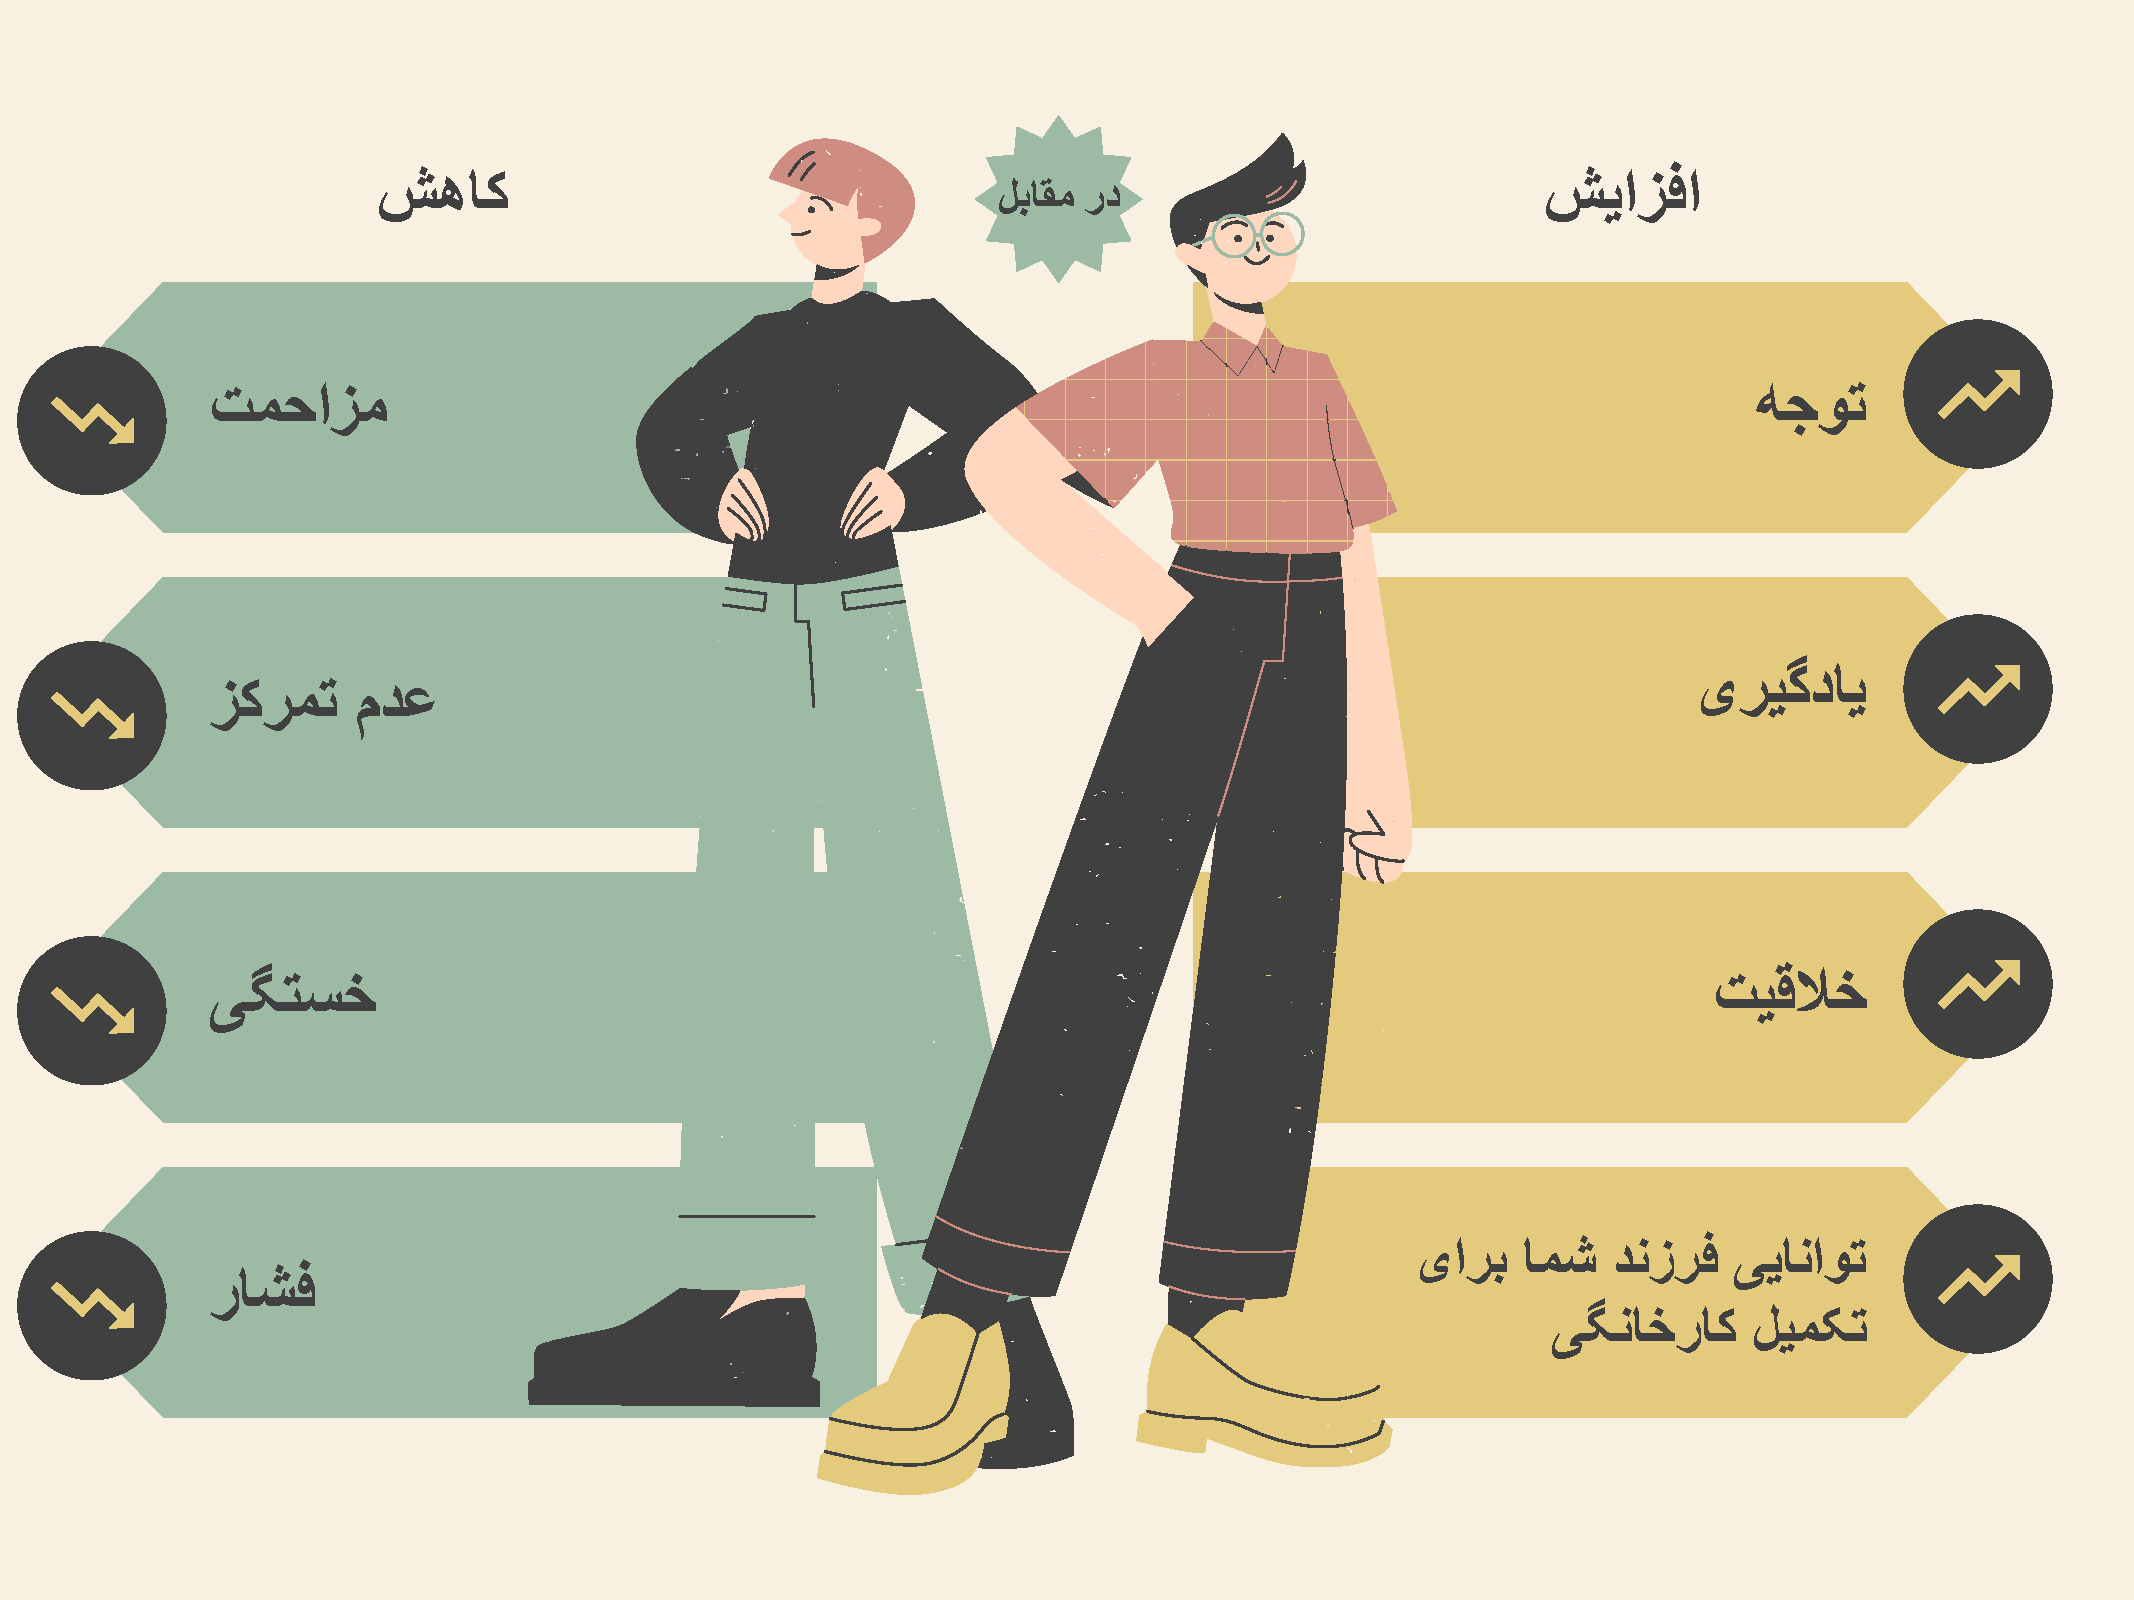 افزایش
در مقابل
کاهش
توجه
یادگیری
خلاقیت
توانایی فرزند شما برای
تکمیل کارخانگی
مزاحمت
عدم تمرکز
خستگی
فشار